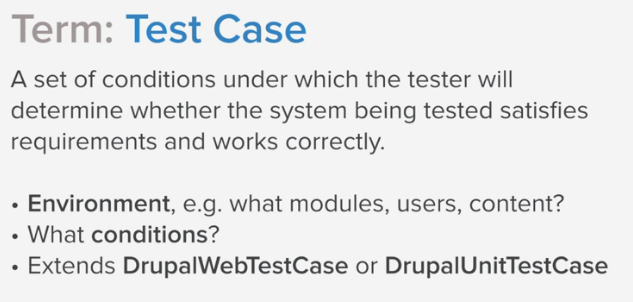 Term: Test Case
A set of conditions under which the tester will
determine whether the system being tested satisfies
requirements and works correctly.
• Environment, e.g. what modules, users, content?
• What conditions?
• Extends DrupalWebTestCase or DrupalUnitTestCase